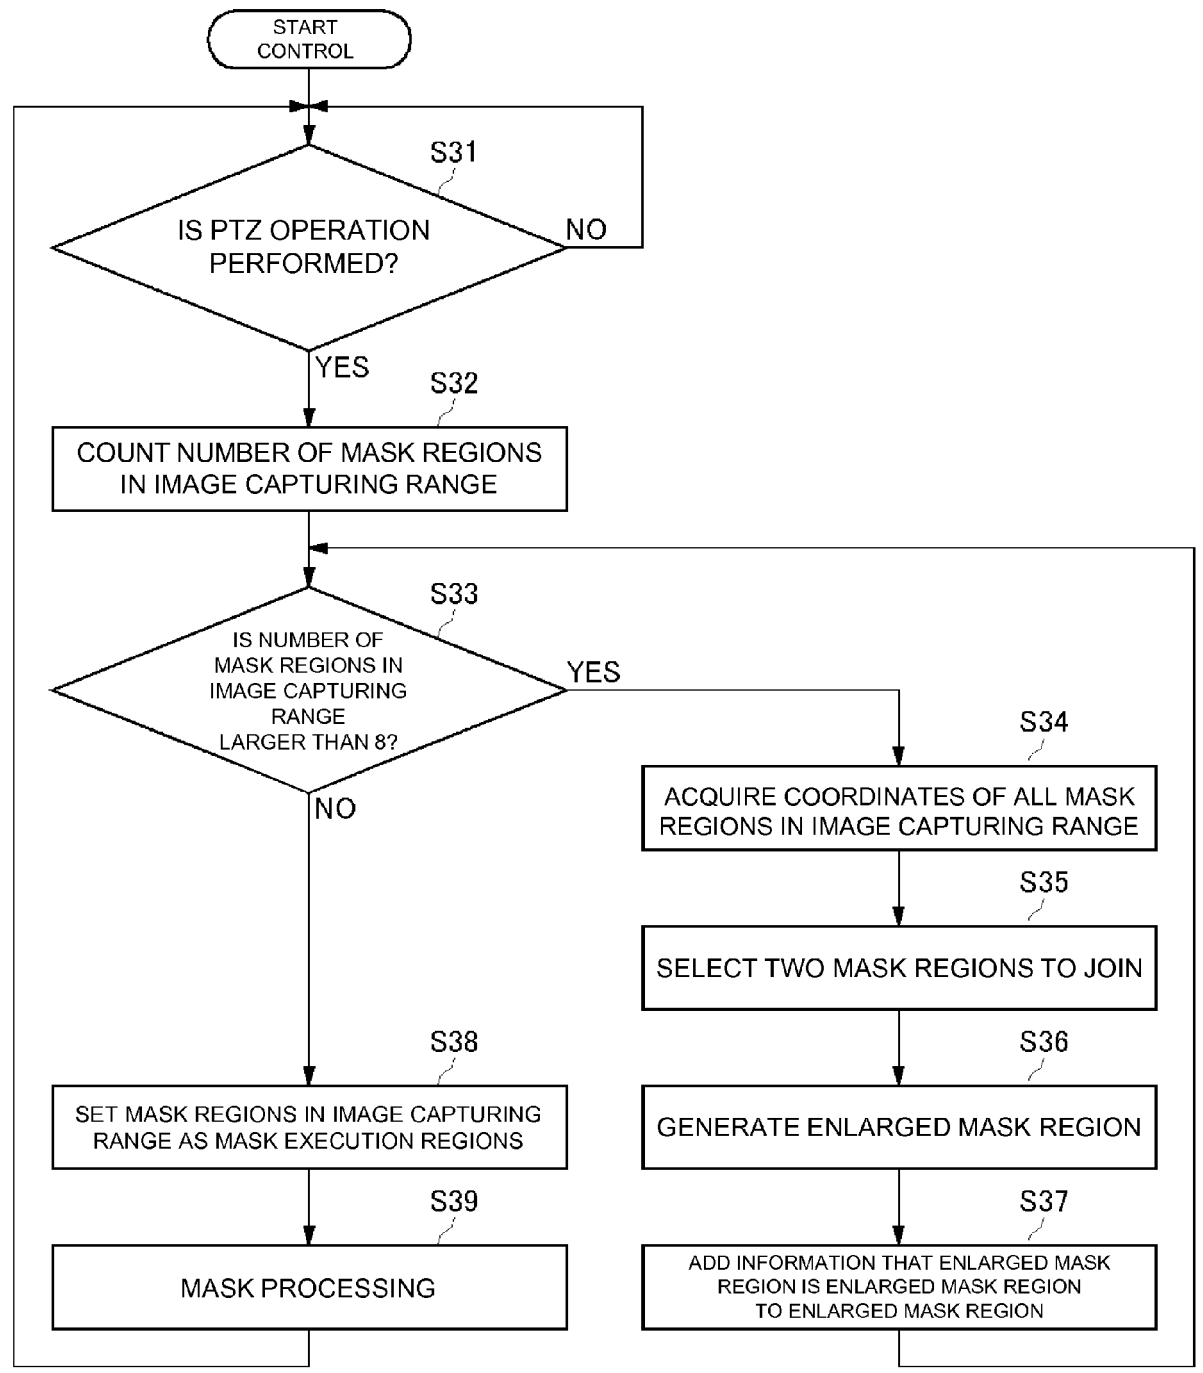 START
CONTROL
S31
IS PTZ OPERATION
PERFORMED?
NO
YES
S32
COUNT NUMBER OF MASK REGIONS
IN IMAGE CAPTURING RANGE
S33
IS NUMBER OF
MASK REGIONS IN
IMAGE CAPTURING
RANGE
LARGER THAN 8?
YES
NO
S34
ACQUIRE COORDINATES OF ALL MASK
REGIONS IN IMAGE CAPTURING RANGE
S35
SELECT TWO MASK REGIONS TO JOIN
S36
GENERATE ENLARGED MASK REGION
S37
ADD INFORMATION THAT ENLARGED MASK
REGION IS ENLARGED MASK REGION
TO ENLARGED MASK REGION
S38
SET MASK REGIONS IN IMAGE CAPTURING
RANGE AS MASK EXECUTION REGIONS
S39
MASK PROCESSING